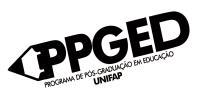 PPGED
PROGRAMA DE PÓS-GRADUAÇÃO EM EDUCAÇÃO
UNIFAP